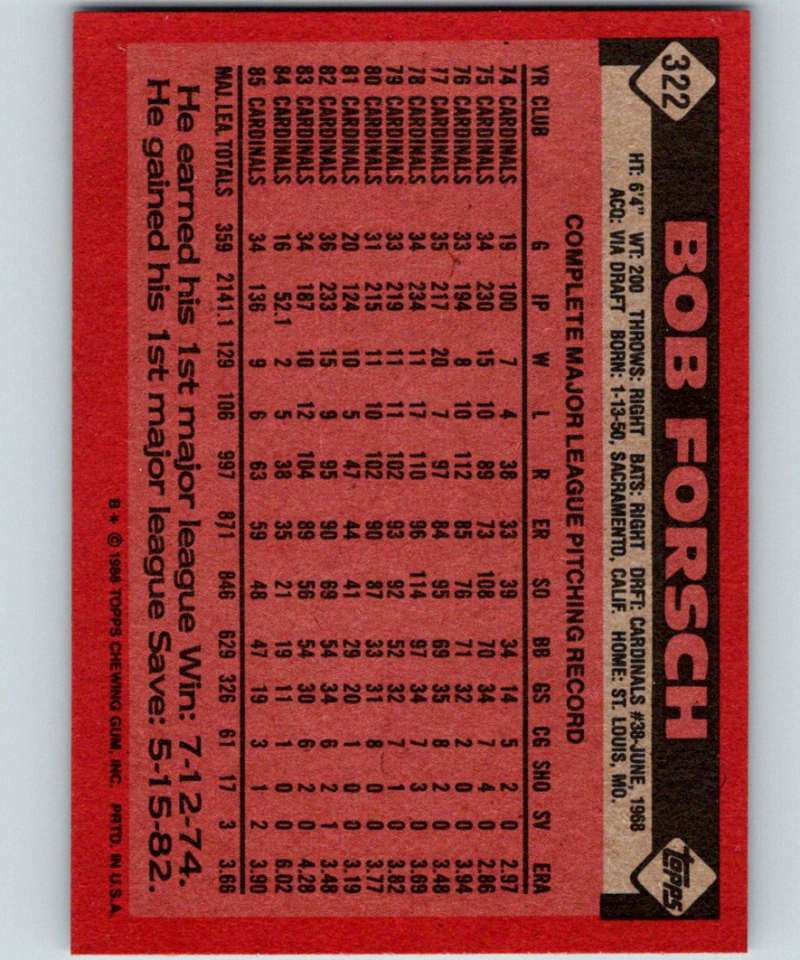 322
BOB FORSCH
topps
HT: 6'4" WT: 200 THROWS: RIGHT BATS: RIGHT DRFT: CARDINALS #38-JUNE, 1968
ACQ: VIA DRAFT BORN: 1-13-50, SACRAMENTO, CALIF. HOME: ST. LOUIS, MO.
COMPLETE MAJOR LEAGUE PITCHING RECORD
YR CLUB G IP W L R ER SO BB GS CG SHO SV ERA
74 CARDINALS 19 100 7 4 38 33 39 34 14 5 2 0 2.97
75 CARDINALS 34 230 15 10 89 73 108 70 34 7 4 0 2.86
76 CARDINALS 33 194 8 10 112 85 76 71 32 2 0 0 3.94
77 CARDINALS 35 217 20 7 97 84 95 69 35 8 2 0 3.48
78 CARDINALS 34 234 11 17 110 96 114 97 34 7 3 0 3.69
79 CARDINALS 33 219 11 11 102 93 92 52 32 7 1 0 3.82
80 CARDINALS 31 215 11 10 102 90 87 33 31 8 0 0 3.77
81 CARDINALS 20 124 10 5 47 44 41 29 20 1 0 0 3.19
82 CARDINALS 36 233 15 9 95 90 69 54 34 6 2 1 3.48
83 CARDINALS 34 187 10 12 104 89 56 54 30 6 2 0 4.28
84 CARDINALS 16 52.1 2 5 38 35 21 19 11 1 0 0 6.02
85 CARDINALS 34 136 9 6 63 59 48 47 19 3 1 2 3.90
MAJ. LEA. TOTALS 359 2141.1 129 106 997 871 846 629 326 61 17 3 3.66
He earned his 1st major league Win: 7-12-74.
He gained his 1st major league Save: 5-15-82.
B* © 1986 TOPPS CHEWING GUM, INC. PRTD. IN U.S.A.